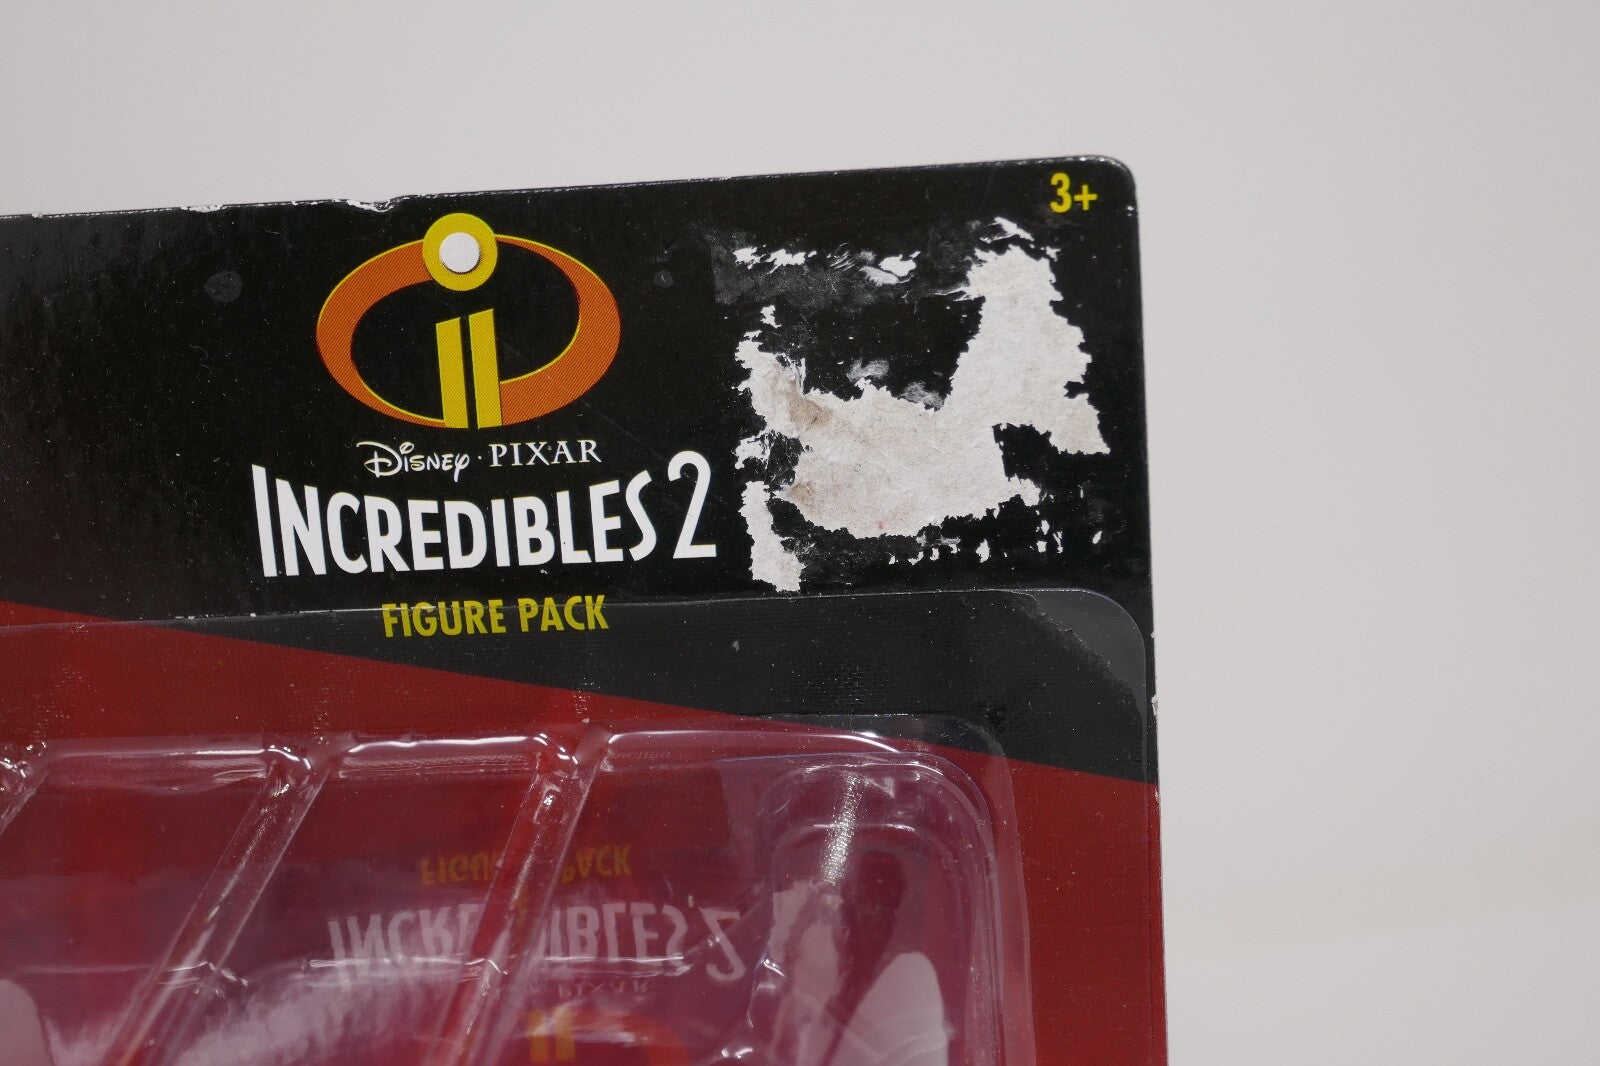 3+
Disney · PIXAR
INCREDIBLES 2
FIGURE PACK